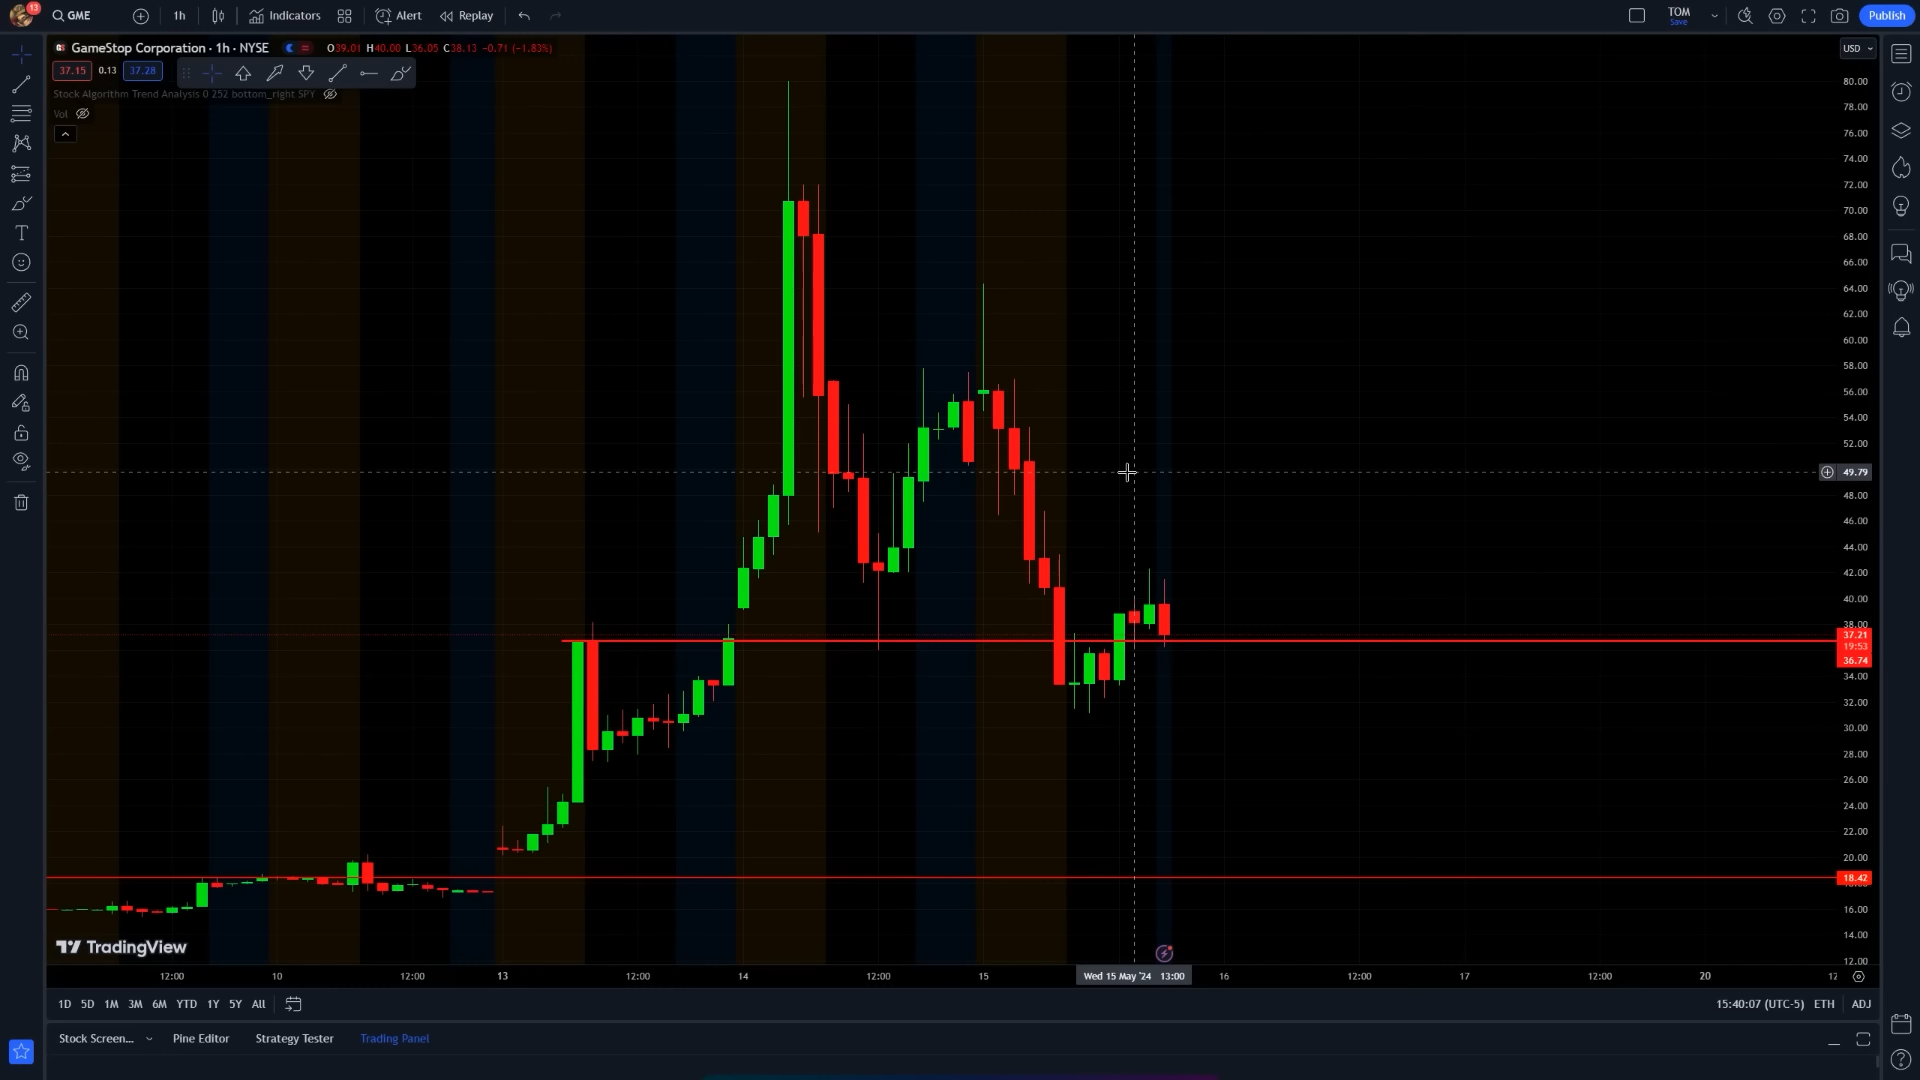 13
GME
1h
Indicators
Alert
Replay
TOM
Save
Publish
GameStop Corporation · 1h · NYSE O39.01 H40.00 L36.05 C38.13 -0.71 (-1.83%)
USD
37.15 0.13 37.28
Stock Algorithm Trend Analysis 0 252 bottom_right SPY
Vol
80.00
78.00
76.00
74.00
72.00
70.00
68.00
66.00
64.00
62.00
60.00
58.00
56.00
54.00
52.00
49.79
48.00
46.00
44.00
42.00
40.00
38.00
37.21
19:53
36.74
34.00
32.00
30.00
28.00
26.00
24.00
22.00
20.00
18.42
16.00
14.00
12.00
TradingView
12:00 10 12:00 13 12:00 14 12:00 15 Wed 15 May '24 13:00 16 12:00 17 12:00 20 12
1D 5D 1M 3M 6M YTD 1Y 5Y All
15:40:07 (UTC-5) ETH ADJ
Stock Screen... Pine Editor Strategy Tester Trading Panel